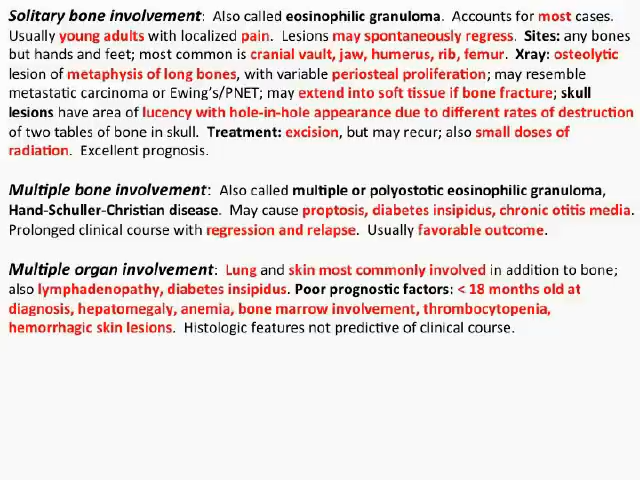 Solitary bone involvement:  Also called eosinophilic granuloma.  Accounts for most cases.
Usually young adults with localized pain.  Lesions may spontaneously regress.  Sites: any bones
but hands and feet; most common is cranial vault, jaw, humerus, rib, femur.  Xray: osteolytic
lesion of metaphysis of long bones, with variable periosteal proliferation; may resemble
metastatic carcinoma or Ewing's/PNET; may extend into soft tissue if bone fracture; skull
lesions have area of lucency with hole-in-hole appearance due to different rates of destruction
of two tables of bone in skull.  Treatment: excision, but may recur; also small doses of
radiation.  Excellent prognosis.
Multiple bone involvement:  Also called multiple or polyostotic eosinophilic granuloma,
Hand-Schuller-Christian disease.  May cause proptosis, diabetes insipidus, chronic otitis media.
Prolonged clinical course with regression and relapse.  Usually favorable outcome.
Multiple organ involvement:  Lung and skin most commonly involved in addition to bone;
also lymphadenopathy, diabetes insipidus. Poor prognostic factors: < 18 months old at
diagnosis, hepatomegaly, anemia, bone marrow involvement, thrombocytopenia,
hemorrhagic skin lesions.  Histologic features not predictive of clinical course.